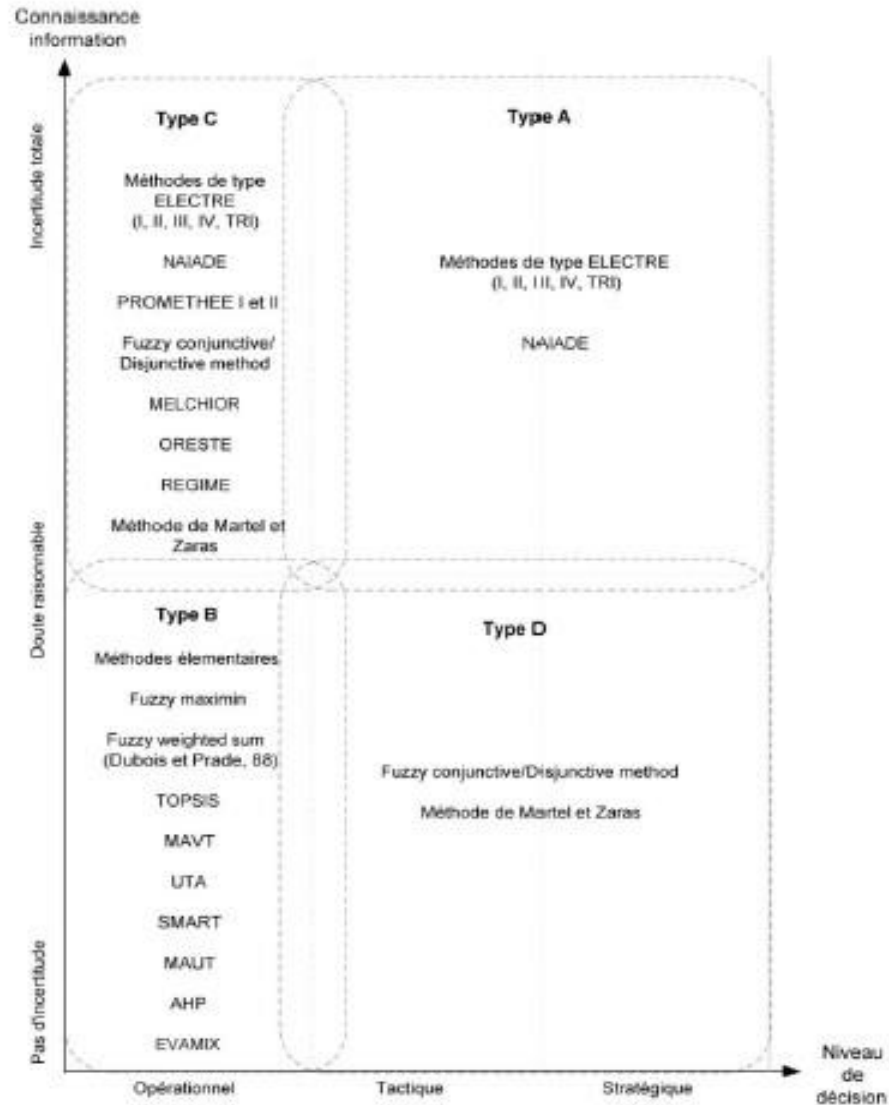 Connaissance
information
Incertitude totale
Doute raisonnable
Pas d'incertitude
Type C
Méthodes de type
ELECTRE
(I, II, III, IV, TRI)
NAIADE
PROMETHEE I et II
Fuzzy conjunctive/
Disjunctive method
MELCHIOR
ORESTE
REGIME
Méthode de Martel et
Zaras
Type A
Méthodes de type ELECTRE
(I, II, III, IV, TRI)
NAIADE
Type B
Méthodes élementaires
Fuzzy maximin
Fuzzy weighted sum
(Dubois et Prade, 88)
TOPSIS
MAVT
UTA
SMART
MAUT
AHP
EVAMIX
Type D
Fuzzy conjunctive/Disjunctive method
Méthode de Martel et Zaras
Opérationnel
Tactique
Stratégique
Niveau
de
décision